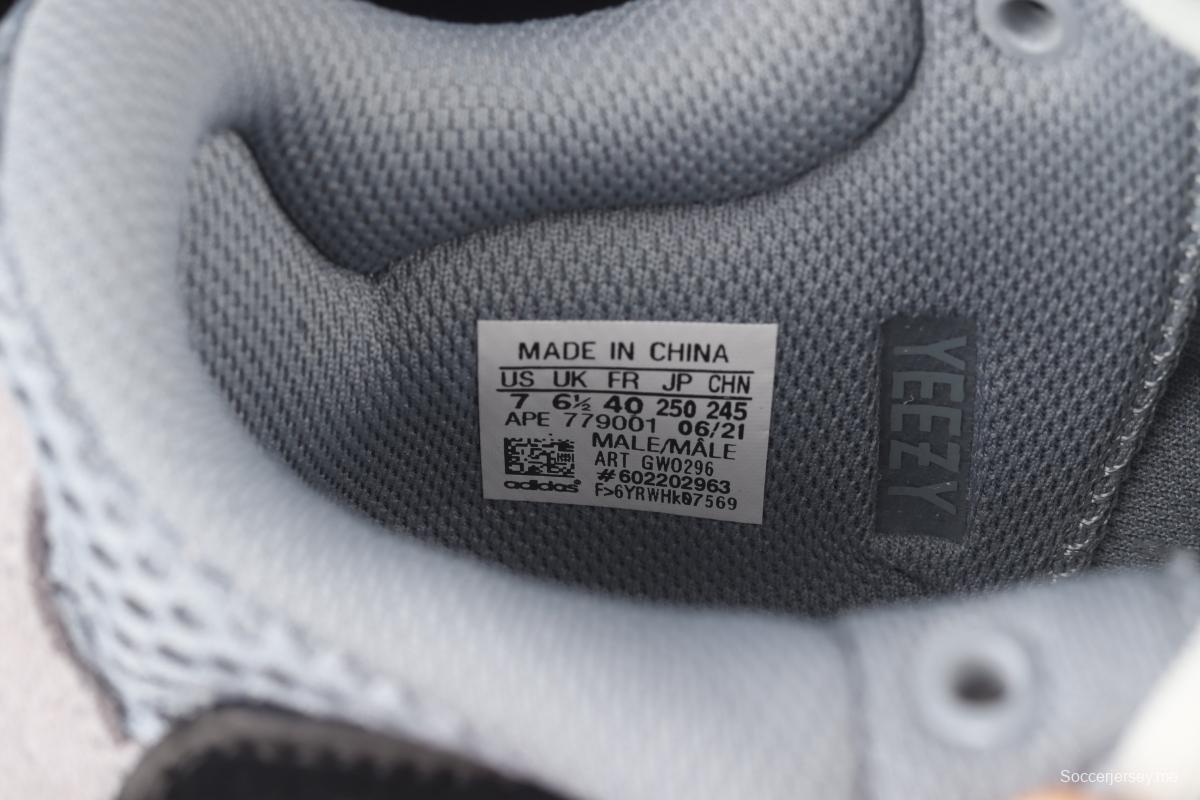 MADE IN CHINA
US UK FR JP CHN
7 6½ 40 250 245
APE 779001 06/21
MALE/MÂLE
ART GW0296
#602202963
F>6YRWHk07569
adidas®
YEEZY
Soccerjersey.me